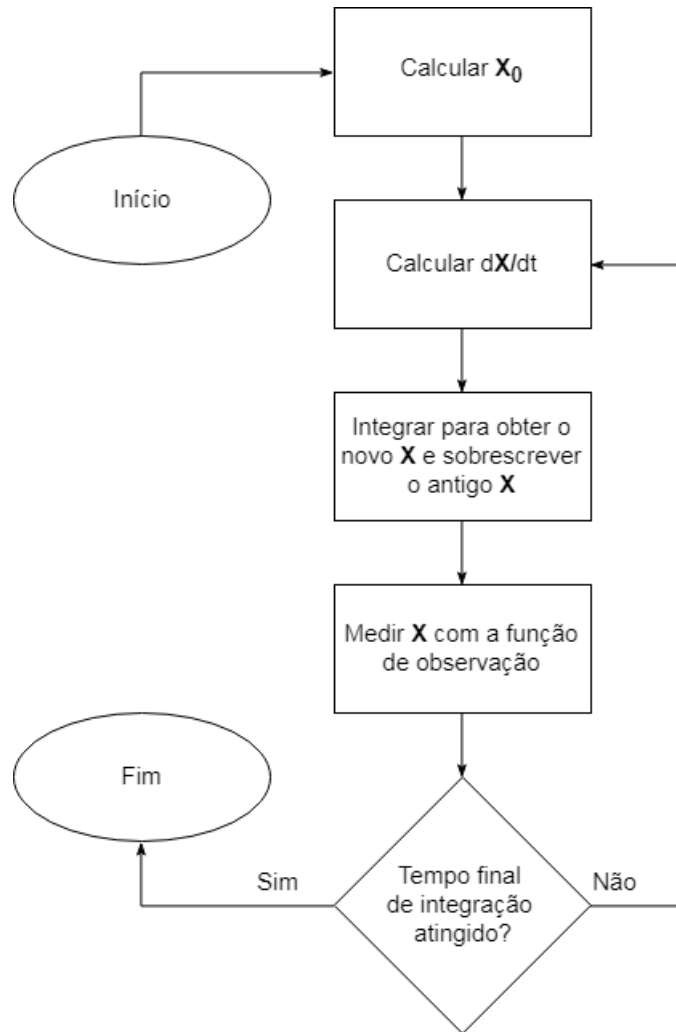 Calcular X₀
Início
Calcular dX/dt
Integrar para obter o
novo X e sobrescrever
o antigo X
Medir X com a função
de observação
Fim
Sim
Tempo final
de integração
atingido?
Não